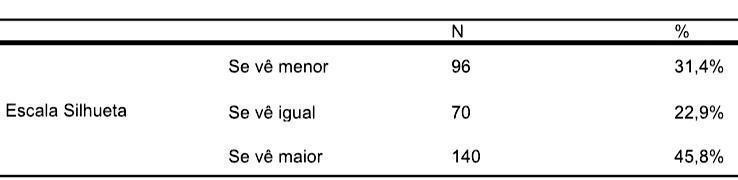 N %
Se vê menor 96 31,4%
Escala Silhueta Se vê igual 70 22,9%
Se vê maior 140 45,8%